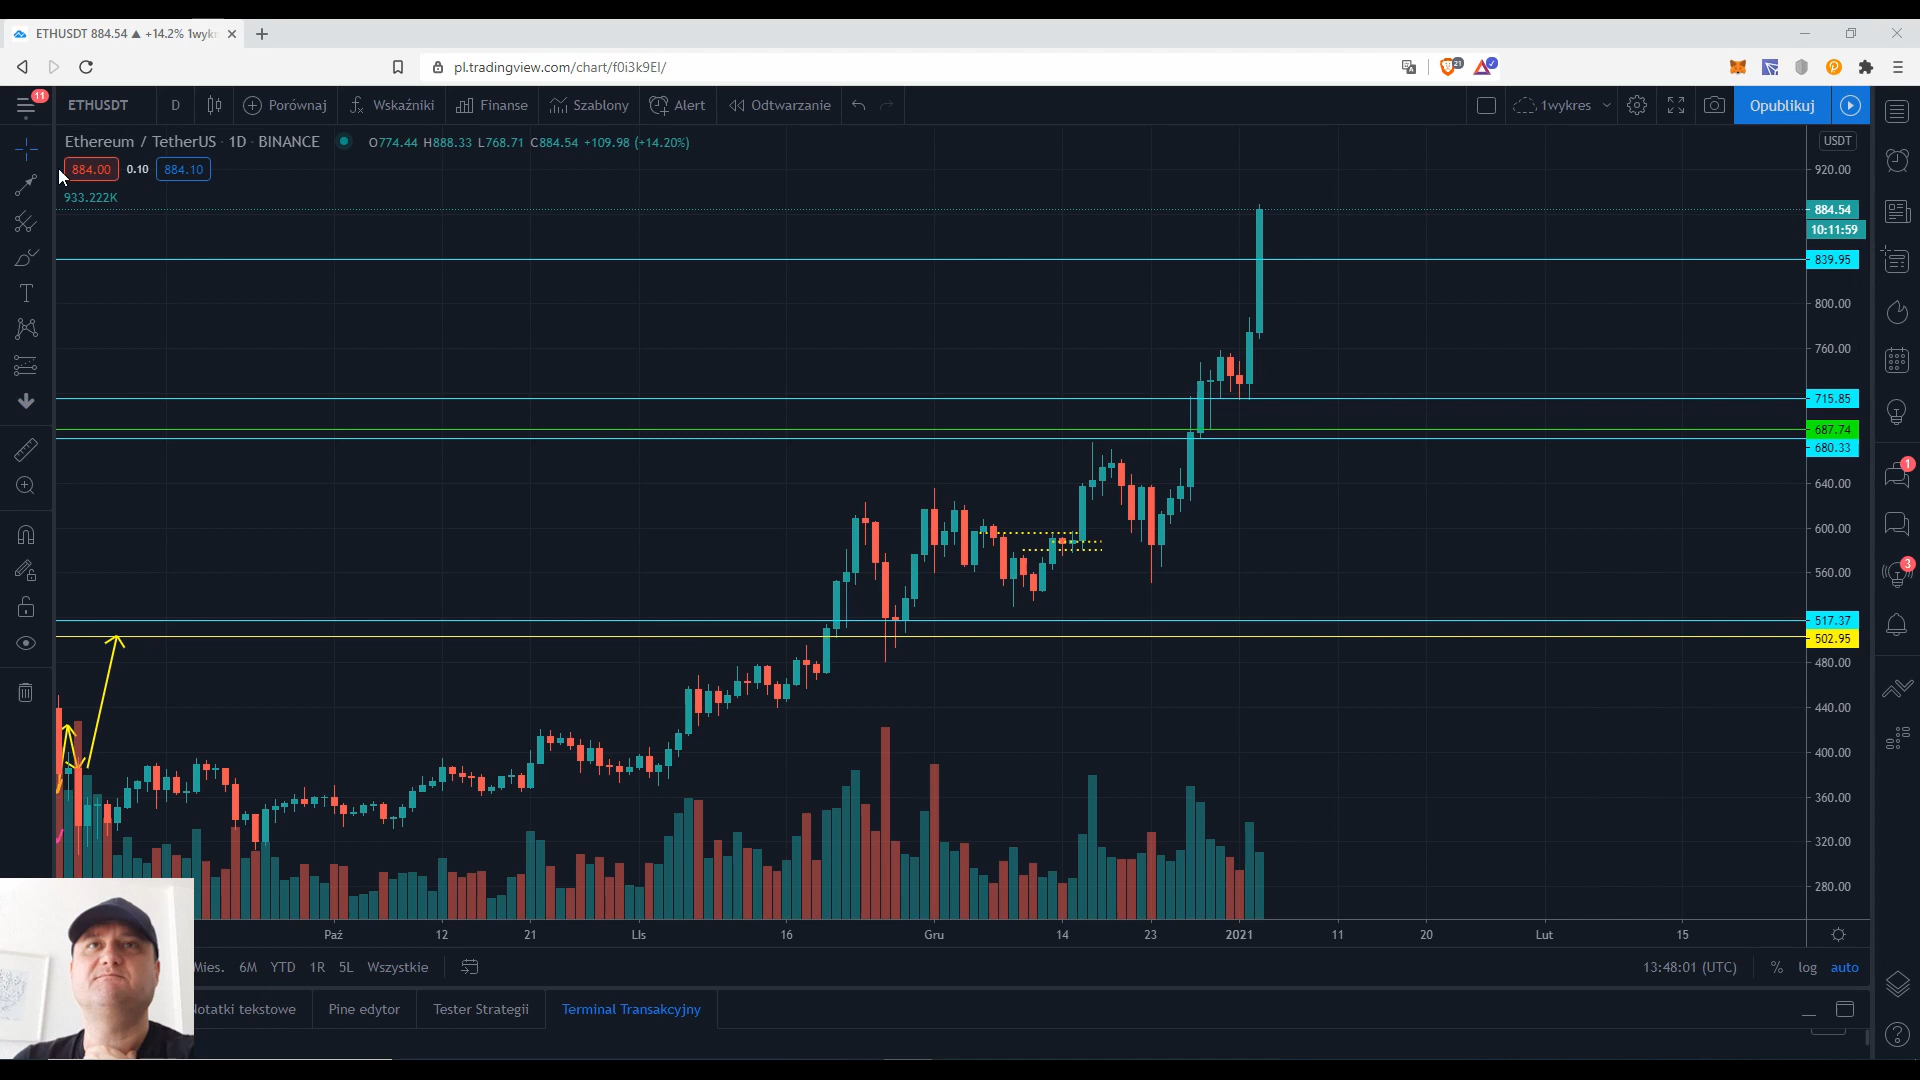 ETHUSDT 884.54 ▲ +14.2% 1wyk
pl.tradingview.com/chart/f0i3k9EI/
21
11
ETHUSDT
D
Porównaj
Wskaźniki
Finanse
Szablony
Alert
Odtwarzanie
1wykres
Opublikuj
Ethereum / TetherUS · 1D · BINANCE
O774.44 H888.33 L768.71 C884.54 +109.98 (+14.20%)
884.00
0.10
884.10
933.222K
USDT
920.00
884.54
10:11:59
839.95
800.00
760.00
715.85
687.74
680.33
640.00
600.00
560.00
517.37
502.95
480.00
440.00
400.00
360.00
320.00
280.00
1
3
Paź
12
21
Lis
16
Gru
14
23
2021
11
20
Lut
15
Mies.
6M
YTD
1R
5L
Wszystkie
13:48:01 (UTC)
%
log
auto
Notatki tekstowe
Pine edytor
Tester Strategii
Terminal Transakcyjny